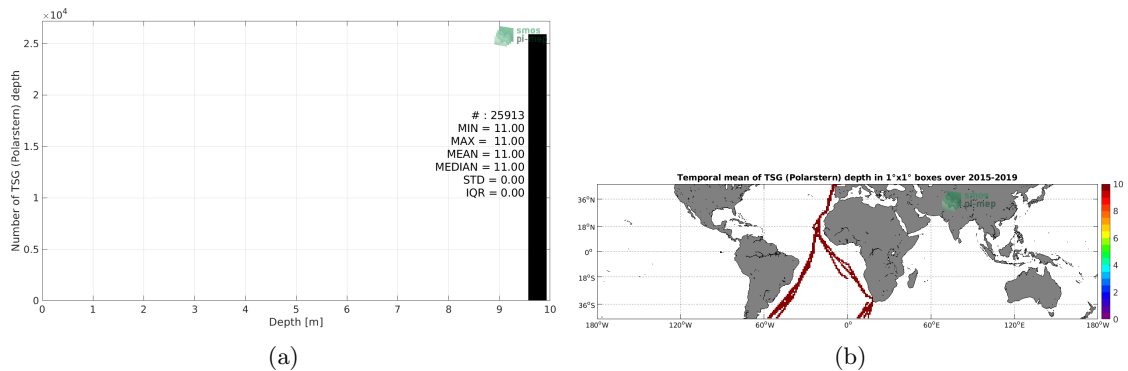 ×10⁴
smos
pi-mep
2.5
2
1.5
1
0.5
0
Number of TSG (Polarstern) depth
# : 25913
MIN = 11.00
MAX = 11.00
MEAN = 11.00
MEDIAN = 11.00
STD = 0.00
IQR = 0.00
0 1 2 3 4 5 6 7 8 9 10
Depth [m]
(a)
Temporal mean of TSG (Polarstern) depth in 1°x1° boxes over 2015-2019
smos
pi-mep
36°N
18°N
0°
18°S
36°S
180°W 120°W 60°W 0° 60°E 120°E 180°W
10
8
6
4
2
0
(b)